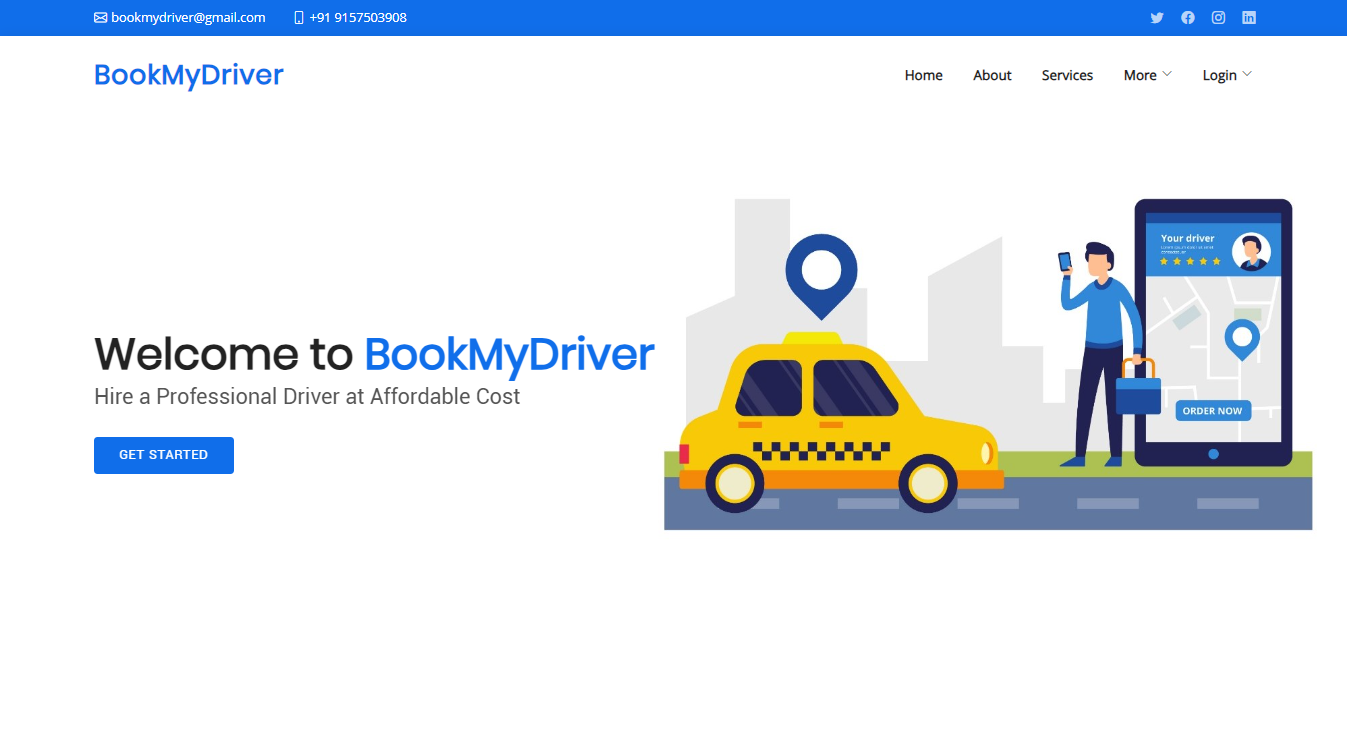 bookmydriver@gmail.com +91 9157503908
BookMyDriver
Home About Services More Login
Your driver
Welcome to BookMyDriver
Hire a Professional Driver at Affordable Cost
ORDER NOW
GET STARTED